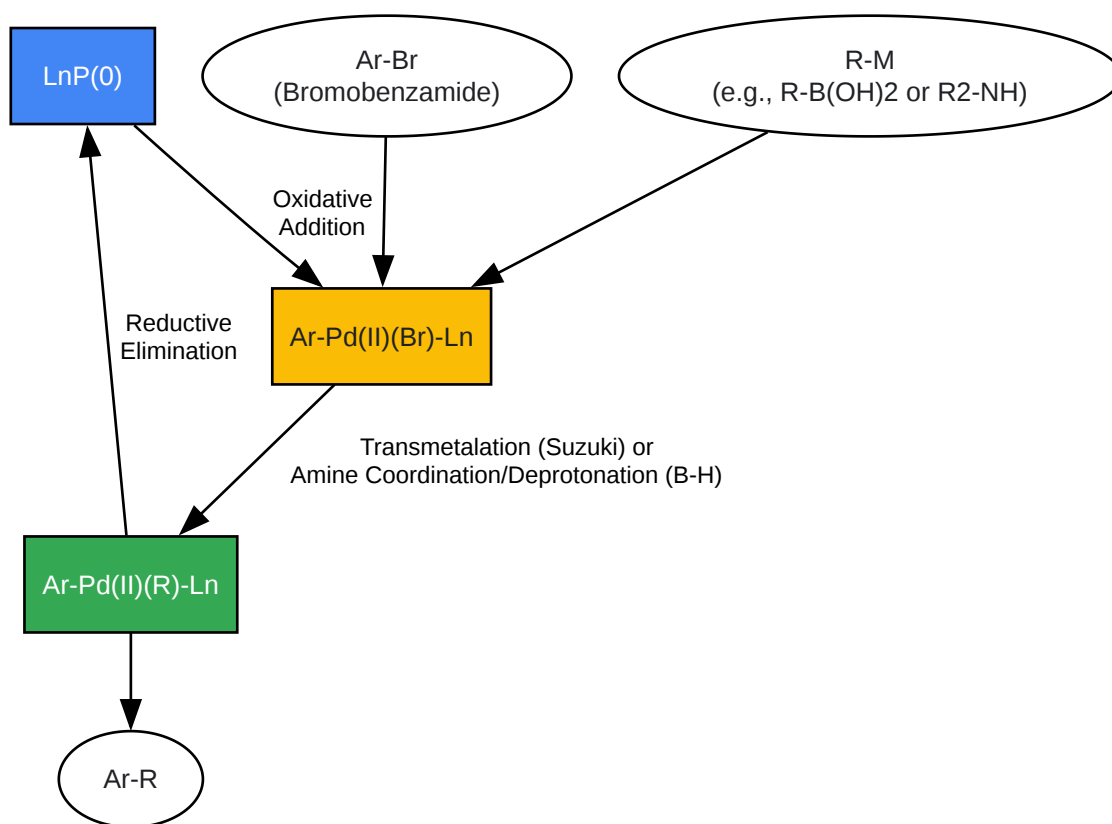 LnP(0)
Ar-Br
(Bromobenzamide)
R-M
(e.g., R-B(OH)2 or R2-NH)
Oxidative
Addition
Reductive
Elimination
Ar-Pd(II)(Br)-Ln
Transmetalation (Suzuki) or
Amine Coordination/Deprotonation (B-H)
Ar-Pd(II)(R)-Ln
Ar-R